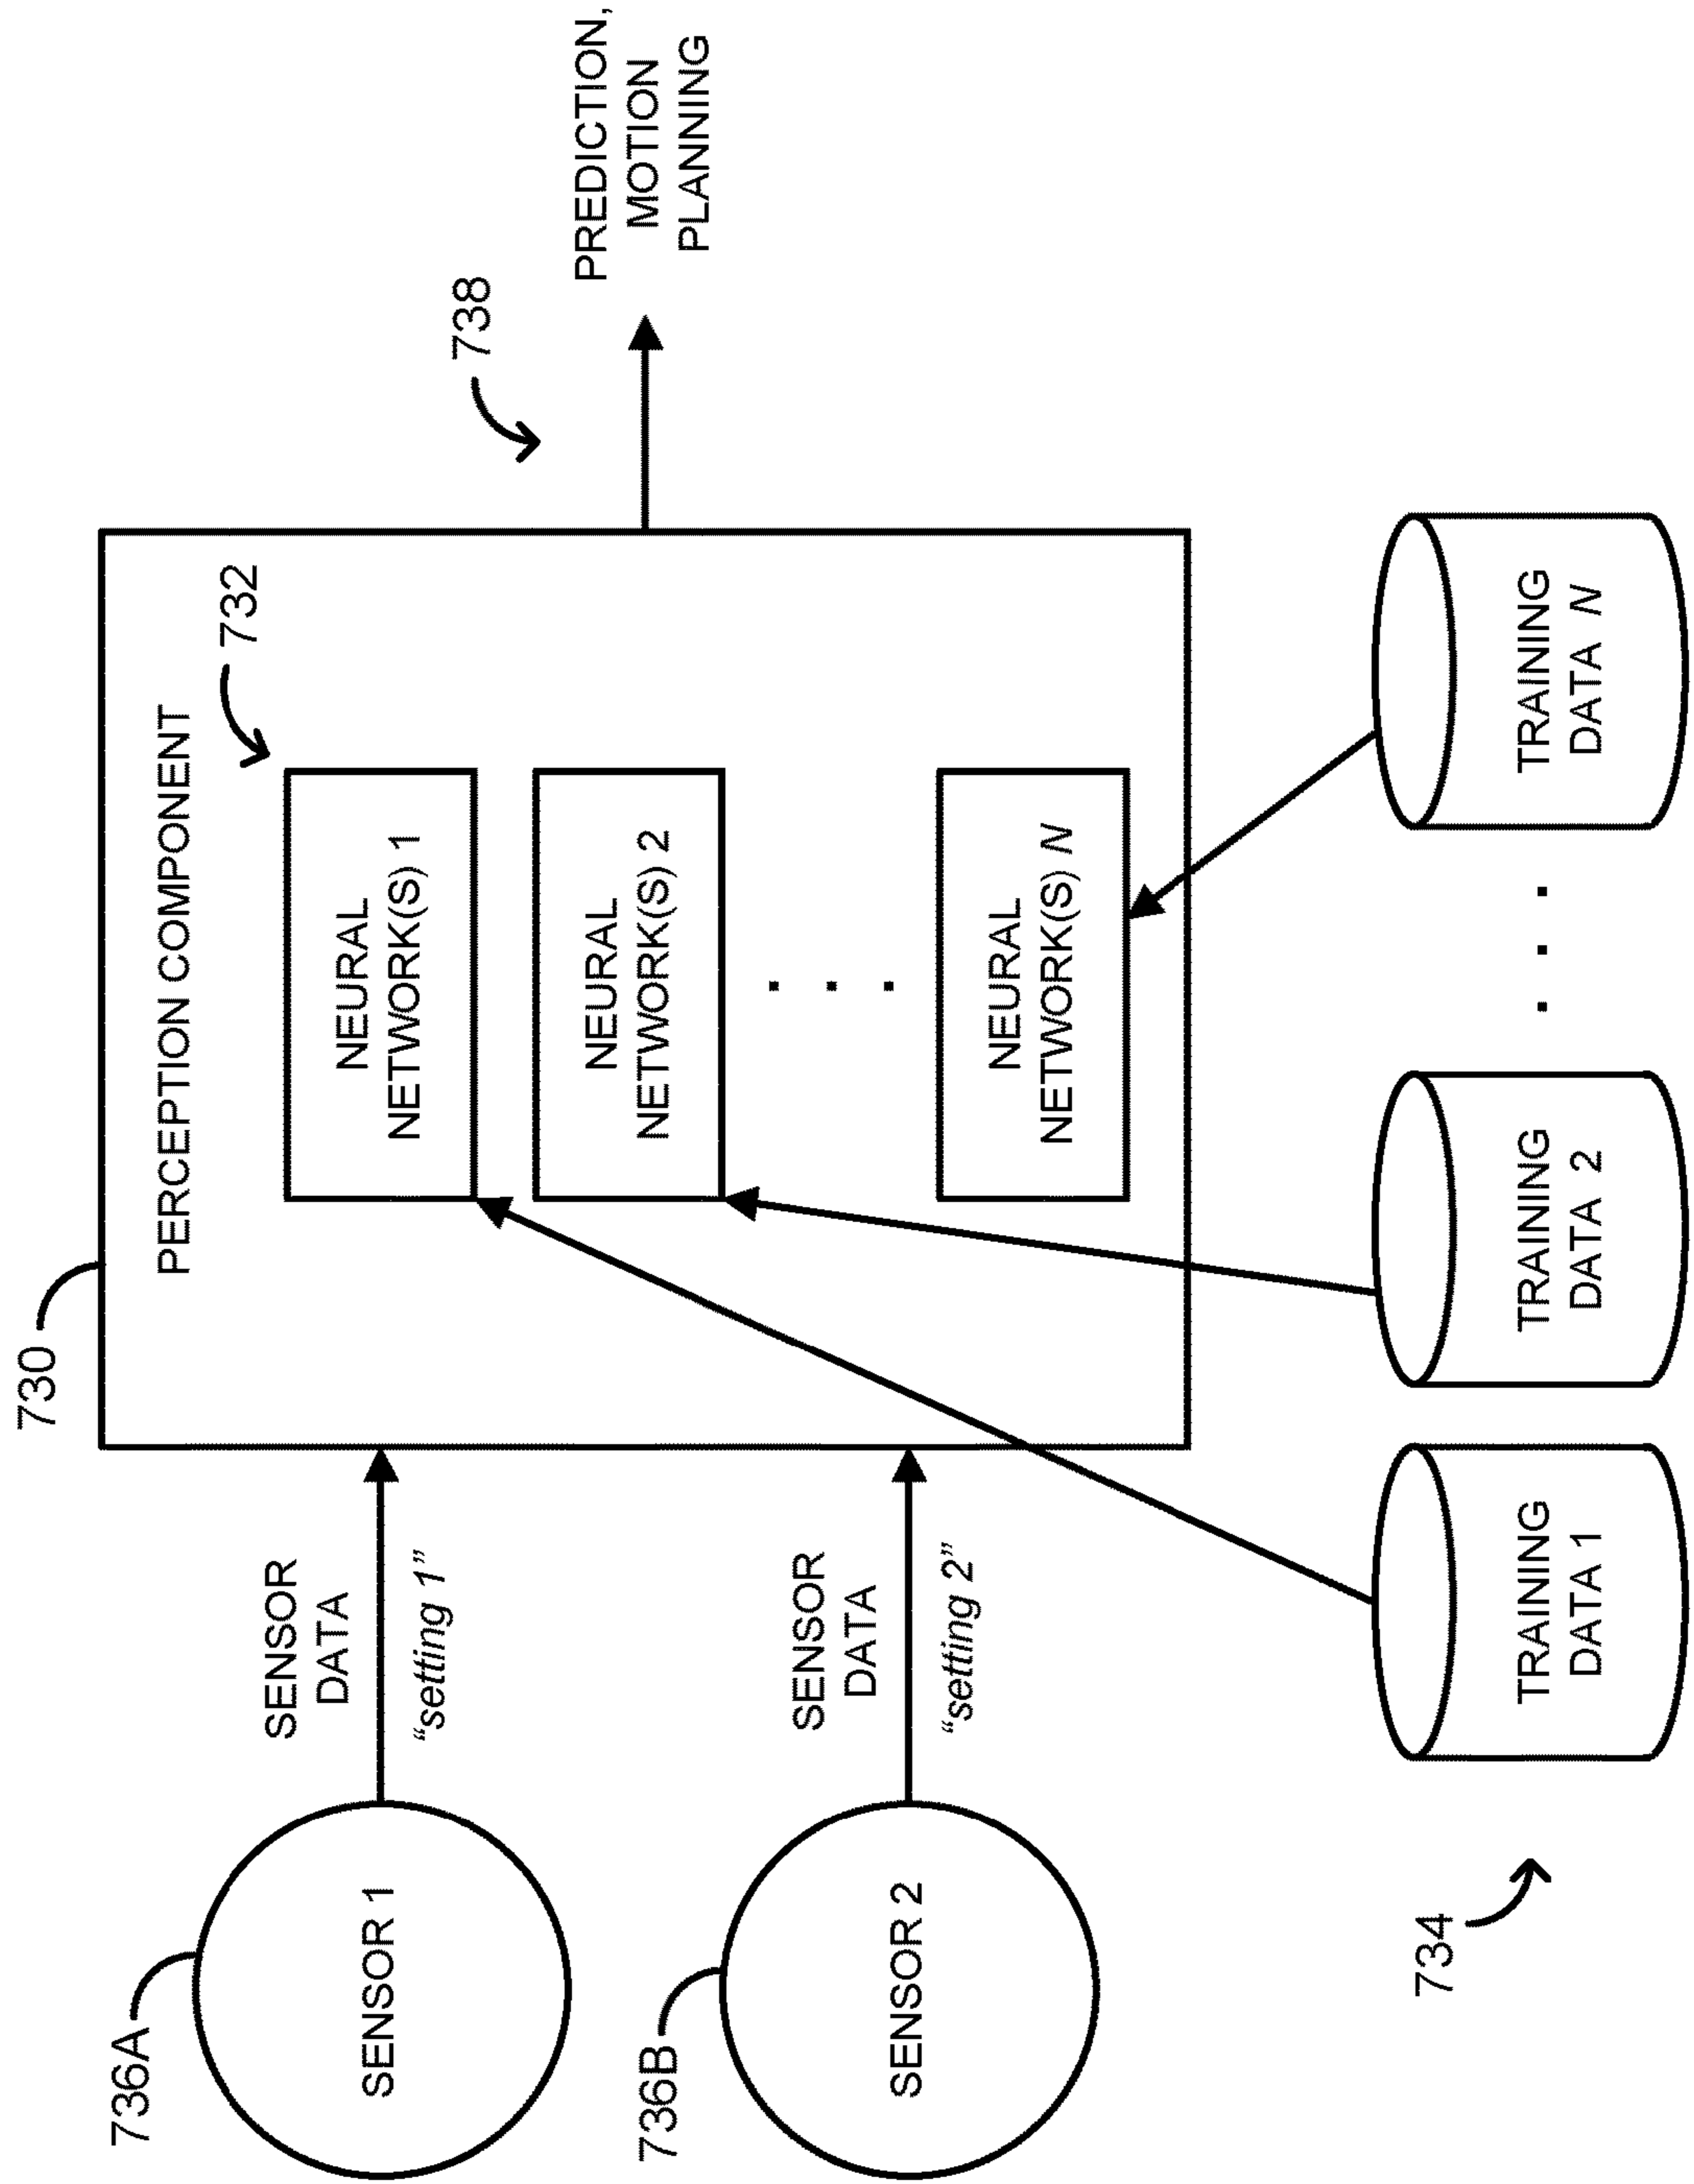 730
PERCEPTION COMPONENT
732
736A
SENSOR 1
SENSOR
DATA
“setting 1”
NEURAL
NETWORK(S) 1
738
PREDICTION,
MOTION
PLANNING
NEURAL
NETWORK(S) 2
. . .
736B
SENSOR 2
SENSOR
DATA
“setting 2”
NEURAL
NETWORK(S) N
734
TRAINING
DATA 1
TRAINING
DATA 2
. . .
TRAINING
DATA N